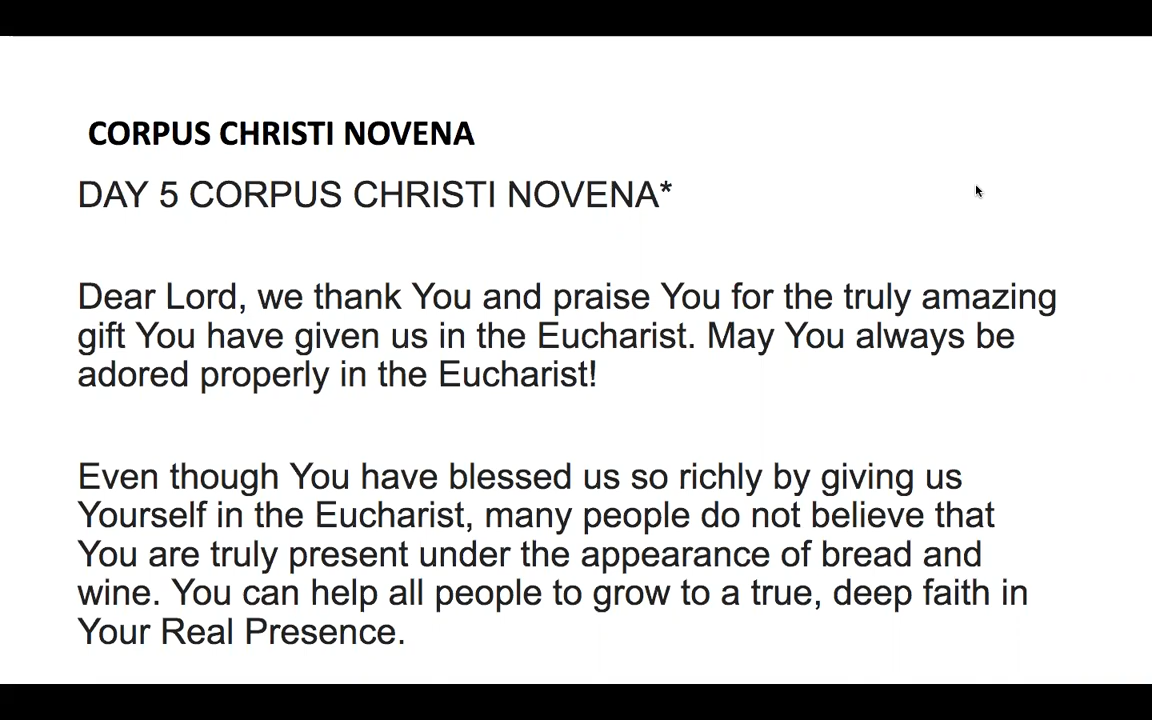 CORPUS CHRISTI NOVENA
DAY 5 CORPUS CHRISTI NOVENA*
Dear Lord, we thank You and praise You for the truly amazing
gift You have given us in the Eucharist. May You always be
adored properly in the Eucharist!
Even though You have blessed us so richly by giving us
Yourself in the Eucharist, many people do not believe that
You are truly present under the appearance of bread and
wine. You can help all people to grow to a true, deep faith in
Your Real Presence.